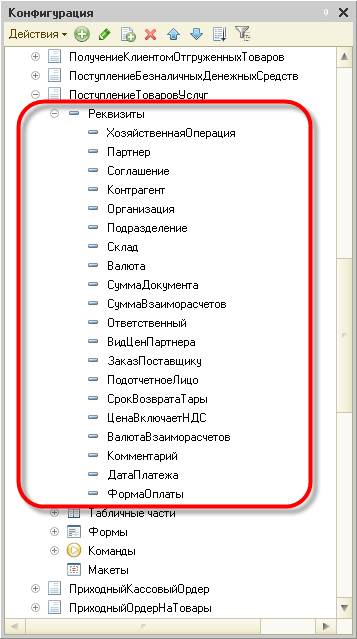 Конфигурация
Действия
ПолучениеКлиентомОтгруженныхТоваров
ПоступлениеБезналичныхДенежныхСредств
ПоступлениеТоваровУслуг
Реквизиты
ХозяйственнаяОперация
Партнер
Соглашение
Контрагент
Организация
Подразделение
Склад
Валюта
СуммаДокумента
СуммаВзаиморасчетов
Ответственный
ВидЦенПартнера
ЗаказПоставщику
ПодотчетноеЛицо
СрокВозвратаТары
ЦенаВключаетНДС
ВалютаВзаиморасчетов
Комментарий
ДатаПлатежа
ФормаОплаты
Табличные части
Формы
Команды
Макеты
ПриходныйКассовыйОрдер
ПриходныйОрдерНаТовары